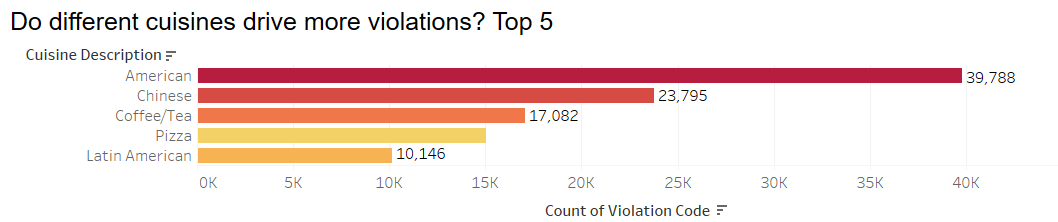 Do different cuisines drive more violations? Top 5
Cuisine Description
American 39,788
Chinese 23,795
Coffee/Tea 17,082
Pizza
Latin American 10,146
0K 5K 10K 15K 20K 25K 30K 35K 40K
Count of Violation Code